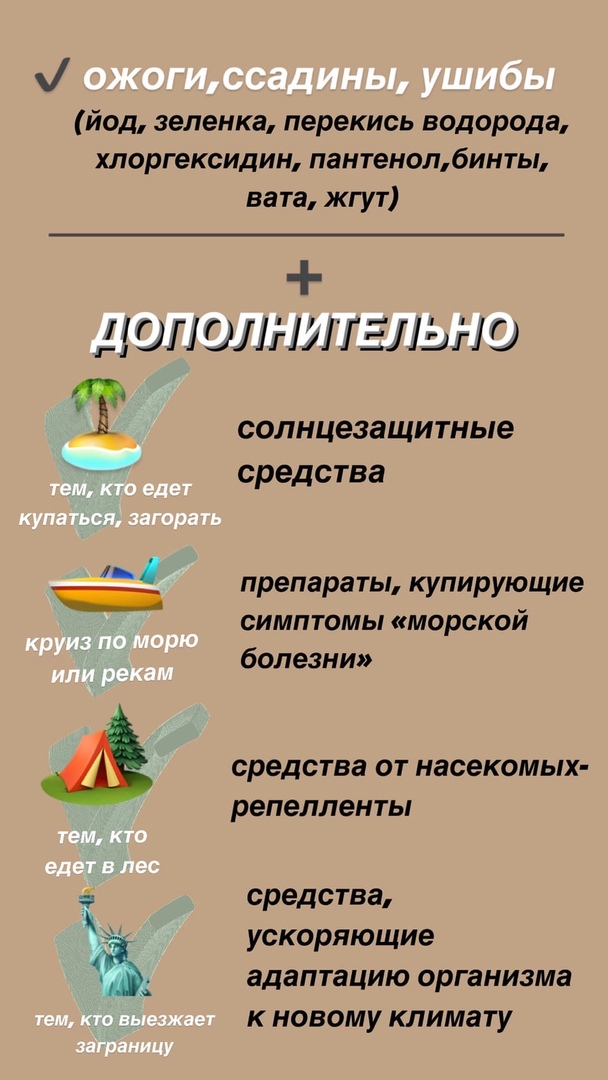 ожоги,ссадины, ушибы
(йод, зеленка, перекись водорода,
хлоргексидин, пантенол,бинты,
вата, жгут)
ДОПОЛНИТЕЛЬНО
солнцезащитные
средства
тем, кто едет
купаться, загорать
препараты, купирующие
симптомы «морской
болезни»
круиз по морю
или рекам
средства от насекомых-
репелленты
тем, кто
едет в лес
средства,
ускоряющие
адаптацию организма
к новому климату
тем, кто выезжает
заграницу